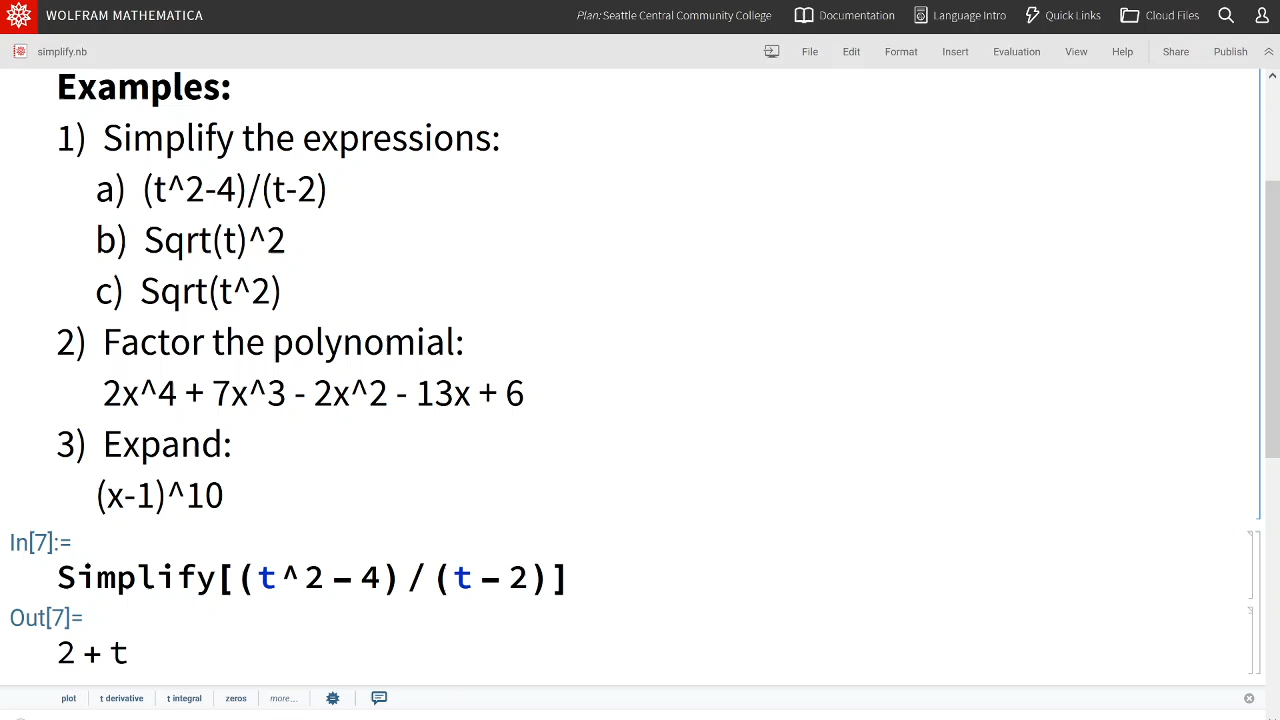 WOLFRAM MATHEMATICA Plan: Seattle Central Community College Documentation Language Intro Quick Links Cloud Files
simplify.nb File Edit Format Insert Evaluation View Help Share Publish
Examples:
1) Simplify the expressions:
a) (t^2-4)/(t-2)
b) Sqrt(t)^2
c) Sqrt(t^2)
2) Factor the polynomial:
2x^4 + 7x^3 - 2x^2 - 13x + 6
3) Expand:
(x-1)^10
In[7]:=
Simplify[(t^2-4)/(t-2)]
Out[7]=
2+t
plot t derivative t integral zeros more...